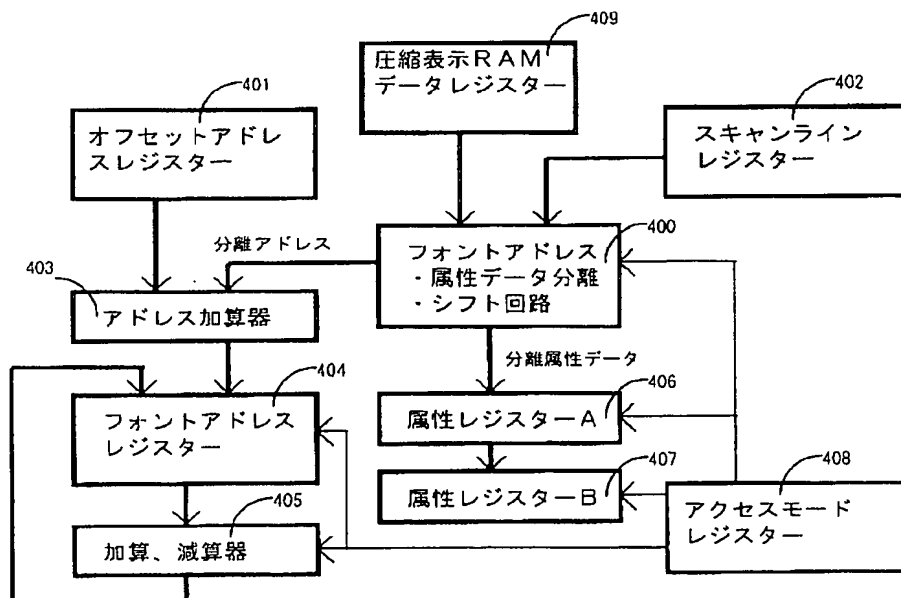 409
圧縮表示RAM
データレジスター
401
オフセットアドレ
スレジスター
402
スキャンライン
レジスター
分離アドレス
400
フォントアドレス
・属性データ分離
・シフト回路
403
アドレス加算器
分離属性データ
404
フォントアドレス
レジスター
406
属性レジスターA
407
属性レジスターB
408
アクセスモード
レジスター
405
加算、減算器